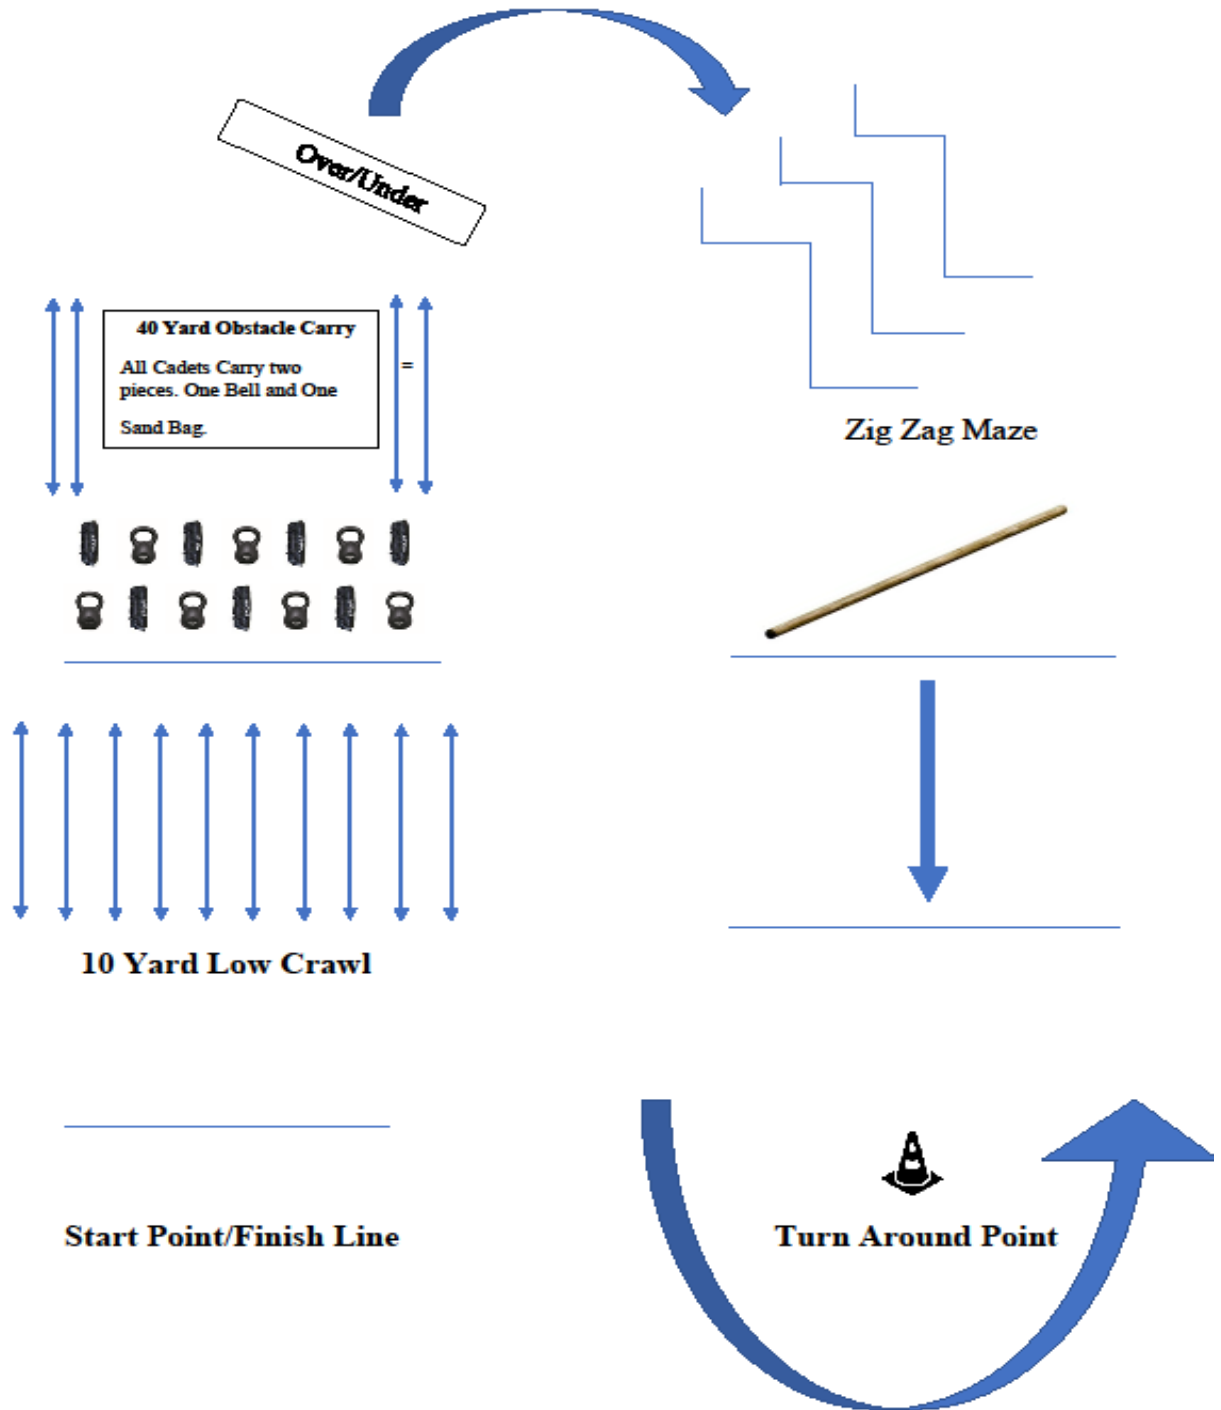 Over/Under
40 Yard Obstacle Carry
All Cadets Carry two
pieces. One Bell and One
Sand Bag.
=
Zig Zag Maze
10 Yard Low Crawl
Start Point/Finish Line
Turn Around Point